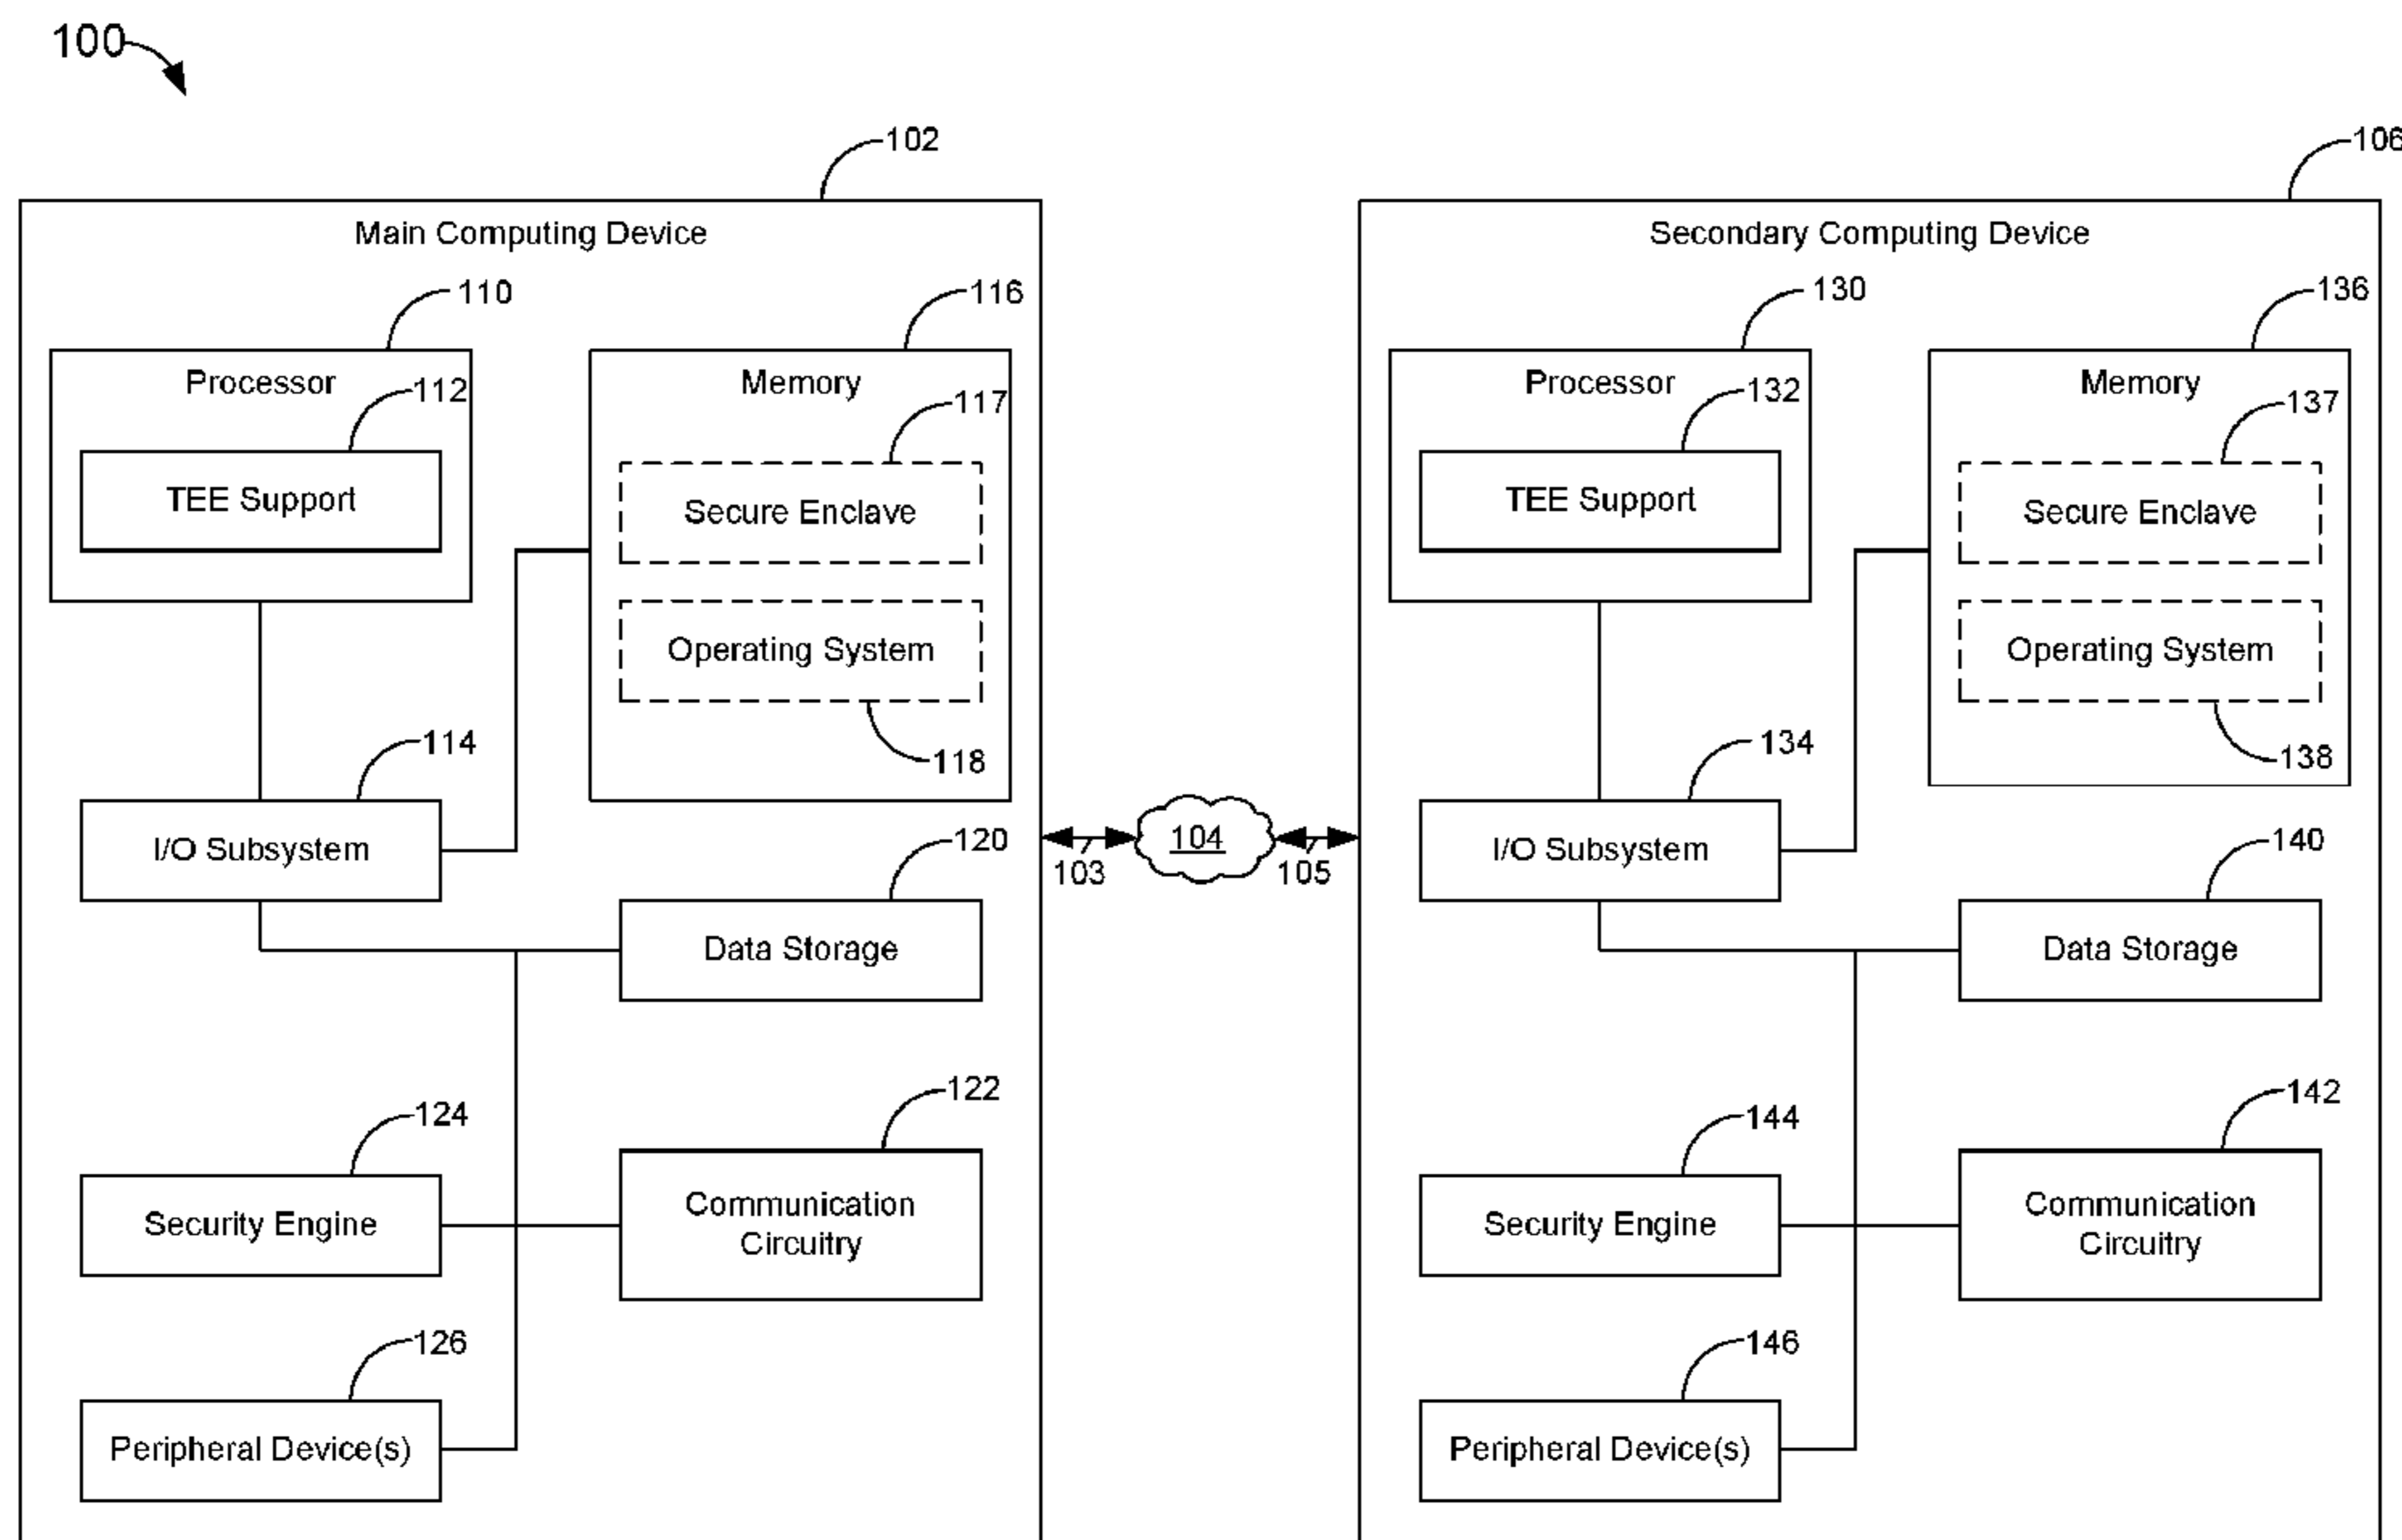 100
102
106
Main Computing Device
Secondary Computing Device
110
116
130
136
Processor
112
Memory
117
Processor
132
Memory
137
TEE Support
Secure Enclave
TEE Support
Secure Enclave
Operating System
Operating System
114
118
134
138
I/O Subsystem
103
104
105
I/O Subsystem
120
140
Data Storage
Data Storage
124
122
144
142
Security Engine
Communication
Circuitry
Security Engine
Communication
Circuitry
126
146
Peripheral Device(s)
Peripheral Device(s)